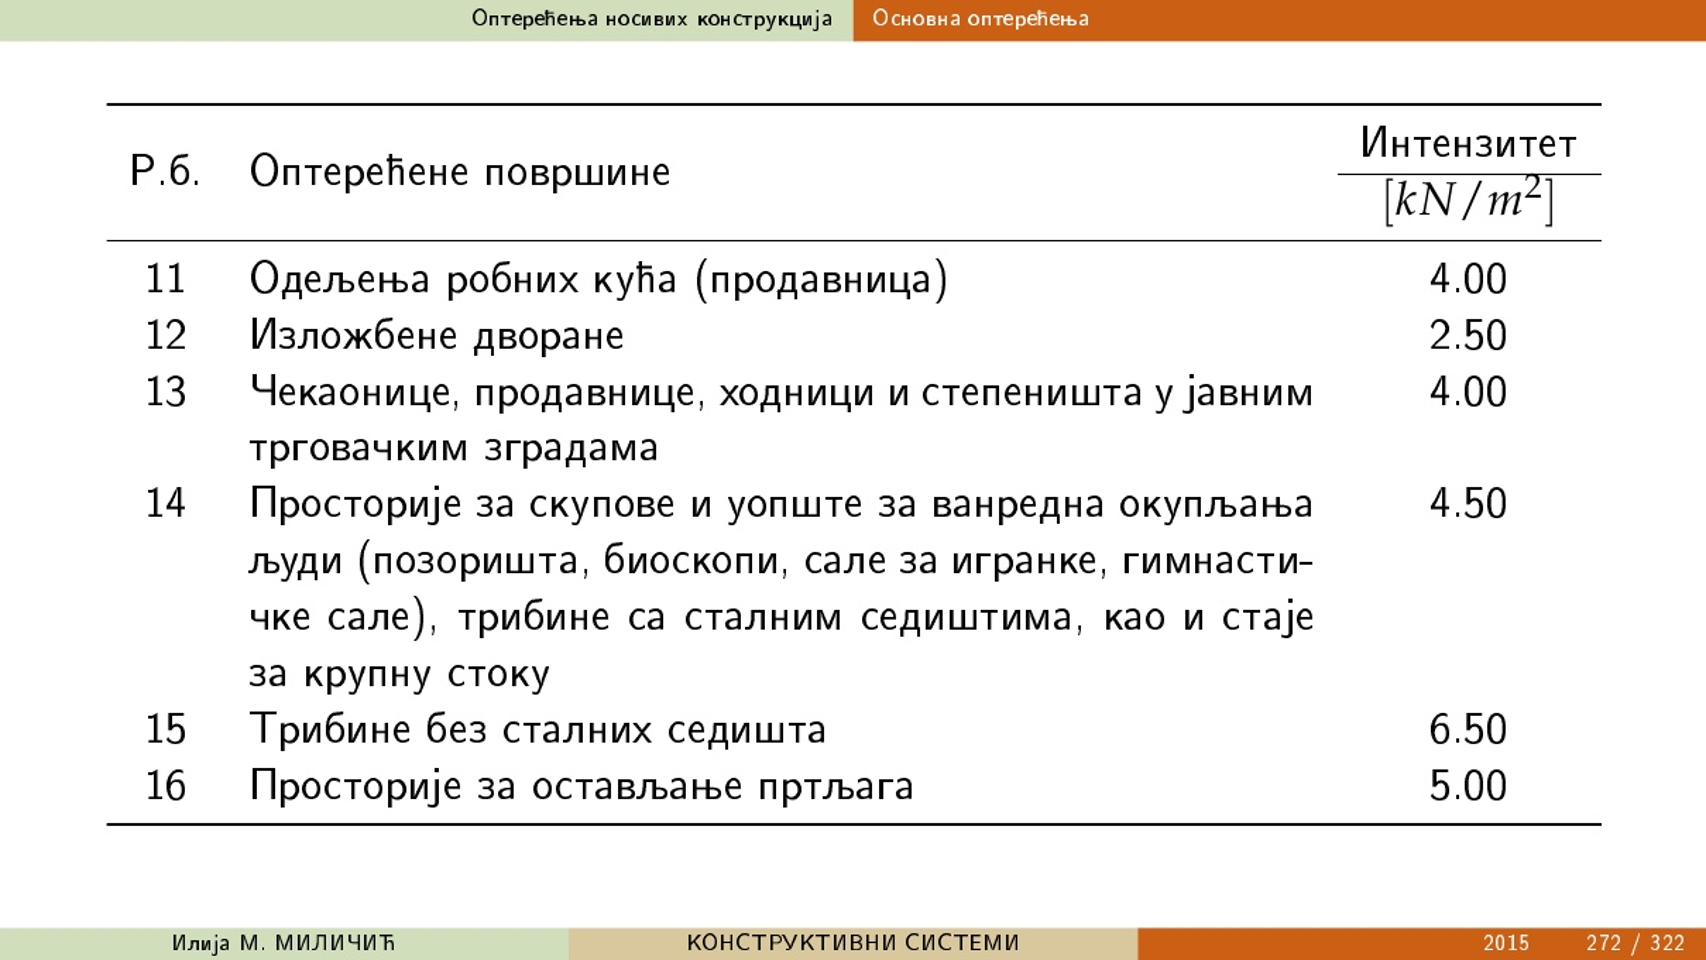 Оптерећења носивих конструкција Основна оптерећења
Р.б. Оптерећене површине Интензитет
[kN/m²]
11 Одељења робних кућа (продавница) 4.00
12 Изложбене дворане 2.50
13 Чекаонице, продавнице, ходници и степеништа у јавним 4.00
трговачким зградама
14 Просторије за скупове и уопште за ванредна окупљања 4.50
људи (позоришта, биоскопи, сале за игранке, гимнасти-
чке сале), трибине са сталним седиштима, као и стаје
за крупну стоку
15 Трибине без сталних седишта 6.50
16 Просторије за остављање пртљага 5.00
Илија М. МИЛИЧИЋ КОНСТРУКТИВНИ СИСТЕМИ 2015 272 / 322